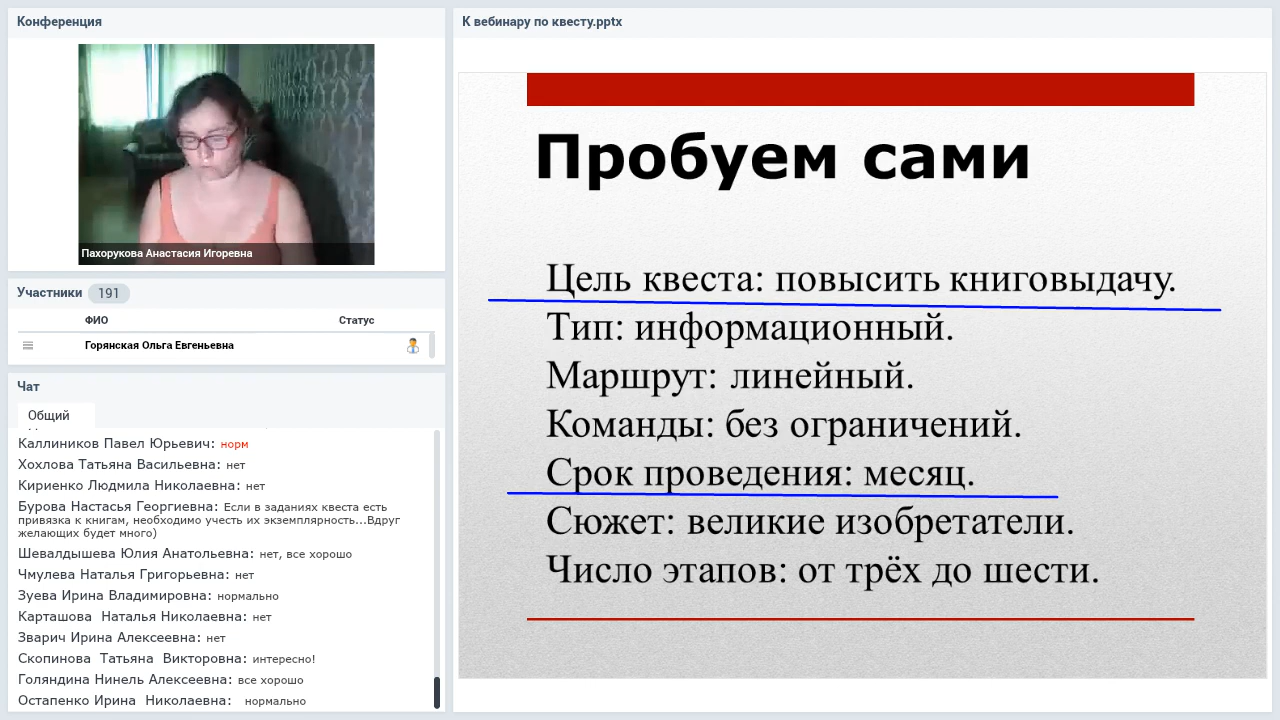 Конференция
Пахорукова Анастасия Игоревна
Участники 191
ФИО Статус
Горянская Ольга Евгеньевна
Чат
Общий
Каллиников Павел Юрьевич: норм
Хохлова Татьяна Васильевна: нет
Кириенко Людмила Николаевна: нет
Бурова Настасья Георгиевна: Если в заданиях квеста есть
привязка к книгам, необходимо учесть их экземплярность...Вдруг
желающих будет много)
Шевалдышева Юлия Анатольевна: нет, все хорошо
Чмулева Наталья Григорьевна: нет
Зуева Ирина Владимировна: нормально
Карташова Наталья Николаевна: нет
Зварич Ирина Алексеевна: нет
Скопинова Татьяна Викторовна: интересно!
Голяндина Нинель Алексеевна: все хорошо
Остапенко Ирина Николаевна: нормально
К вебинару по квесту.pptx
Пробуем сами
Цель квеста: повысить книговыдачу.
Тип: информационный.
Маршрут: линейный.
Команды: без ограничений.
Срок проведения: месяц.
Сюжет: великие изобретатели.
Число этапов: от трёх до шести.